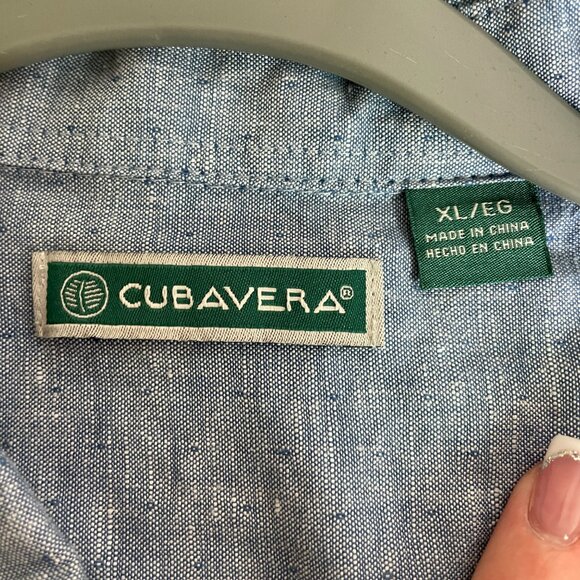 XL/EG
MADE IN CHINA
HECHO EN CHINA
CUBAVERA®